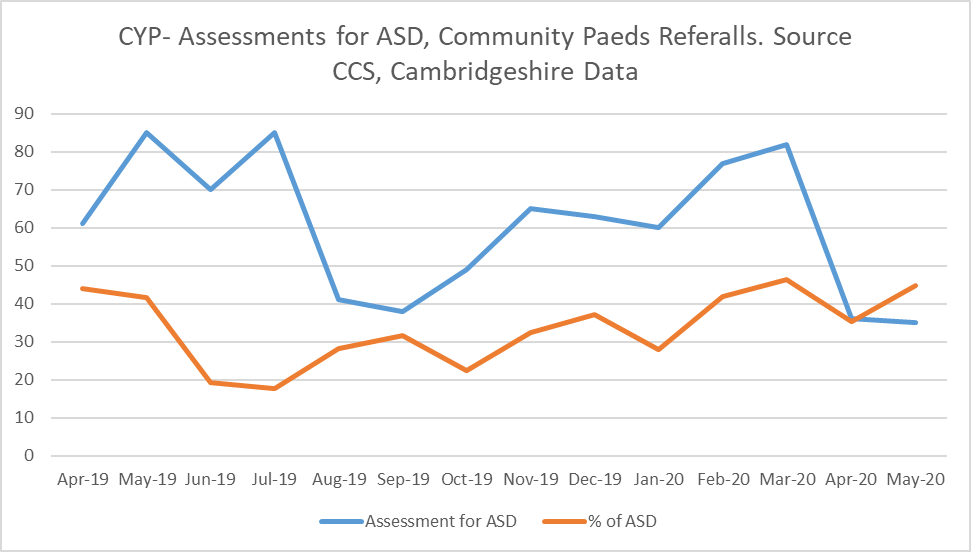 CYP- Assessments for ASD, Community Paeds Referalls. Source
CCS, Cambridgeshire Data
90
80
70
60
50
40
30
20
10
0
Apr-19 May-19 Jun-19 Jul-19 Aug-19 Sep-19 Oct-19 Nov-19 Dec-19 Jan-20 Feb-20 Mar-20 Apr-20 May-20
Assessment for ASD % of ASD